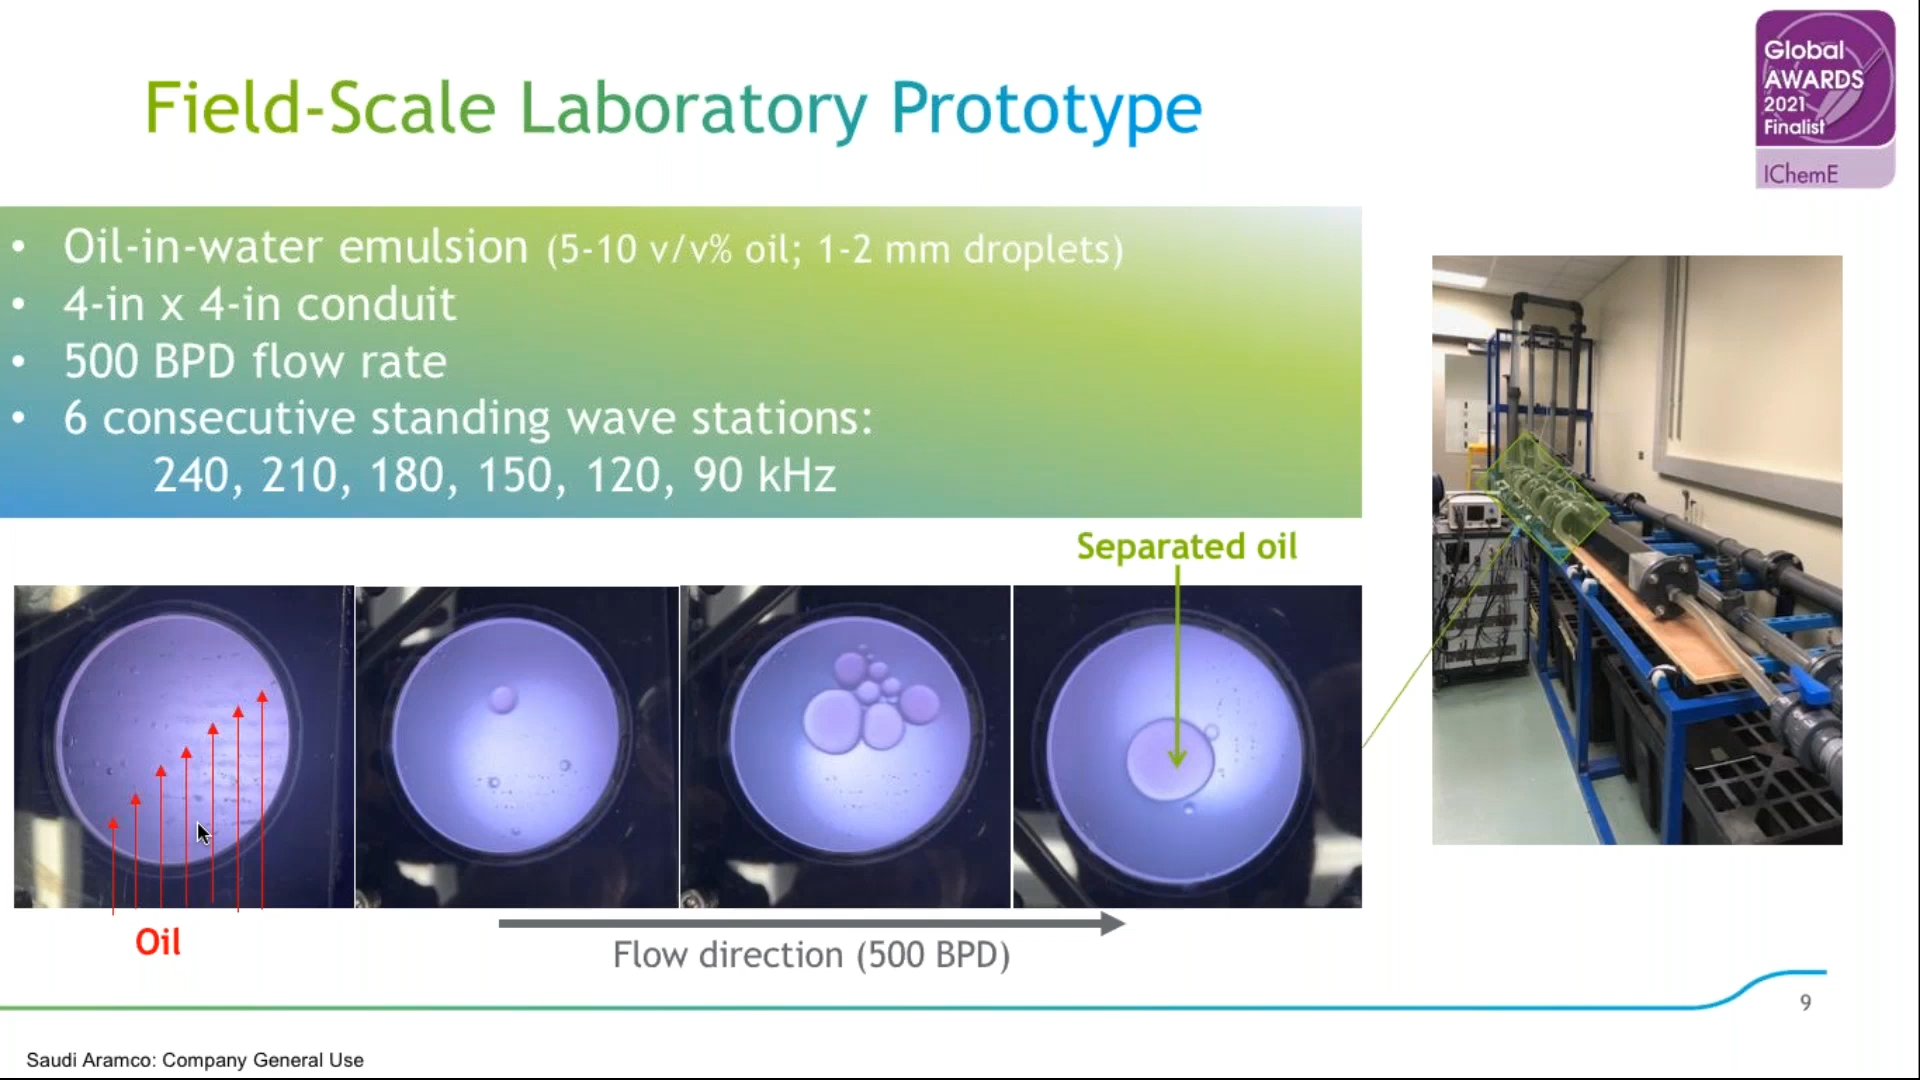 Field-Scale Laboratory Prototype
Global
AWARDS
2021
Finalist
IChemE
• Oil-in-water emulsion (5-10 v/v% oil; 1-2 mm droplets)
• 4-in x 4-in conduit
• 500 BPD flow rate
• 6 consecutive standing wave stations:
240, 210, 180, 150, 120, 90 kHz
Separated oil
Oil
Flow direction (500 BPD)
9
Saudi Aramco: Company General Use